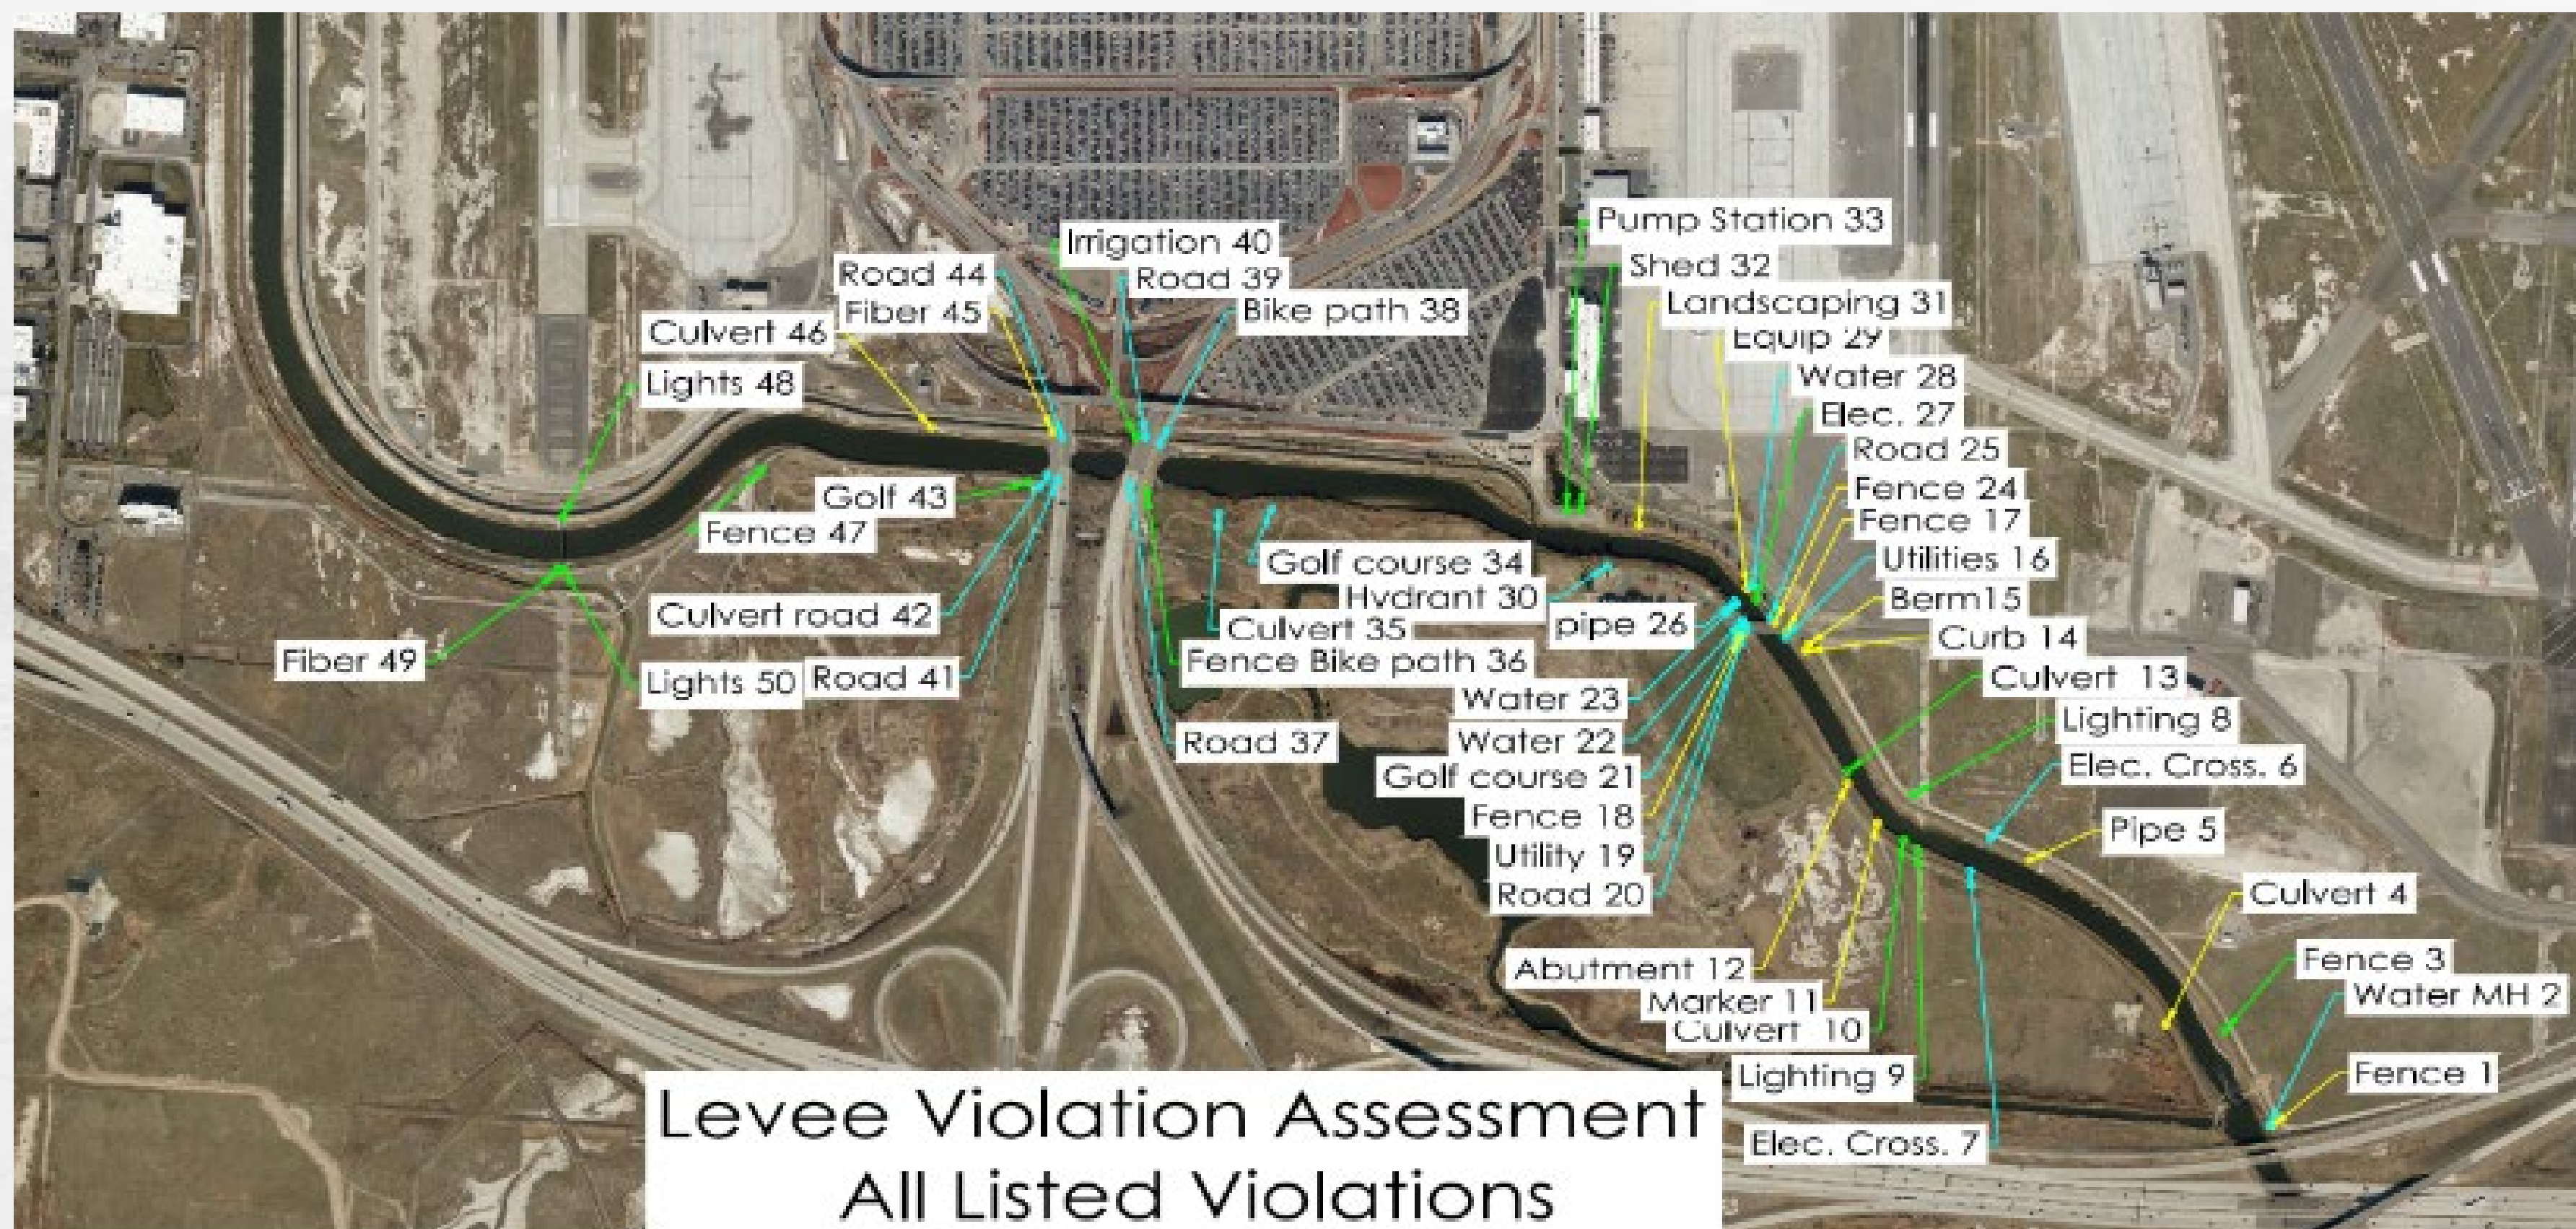 Pump Station 33
Irrigation 40
Shed 32
Road 44
Road 39
Landscaping 31
Fiber 45
Bike path 38
Culvert 46
Equip 29
Water 28
Lights 48
Elec. 27
Road 25
Fence 24
Golf 43
Fence 17
Fence 47
Utilities 16
Golf course 34
Hydrant 30
Berm15
Culvert road 42
pipe 26
Culvert 35
Curb 14
Fiber 49
Fence Bike path 36
Lights 50
Road 41
Culvert 13
Water 23
Lighting 8
Road 37
Water 22
Elec. Cross. 6
Golf course 21
Fence 18
Pipe 5
Utility 19
Road 20
Culvert 4
Abutment 12
Fence 3
Marker 11
Water MH 2
Culvert 10
Lighting 9
Fence 1
Elec. Cross. 7
Levee Violation Assessment
All Listed Violations